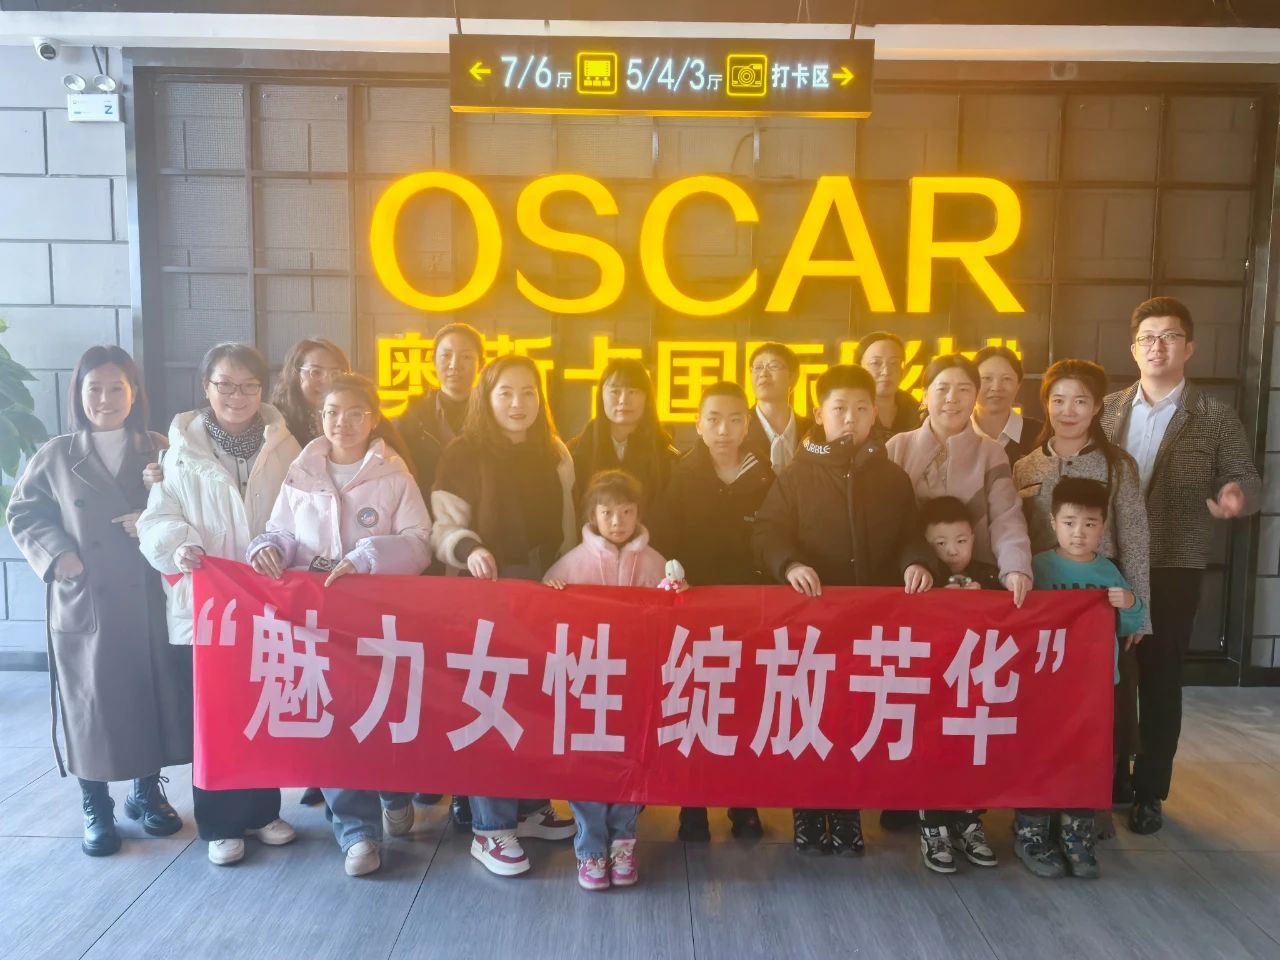 ← 7/6厅 5/4/3厅 打卡区 →
OSCAR
奥斯卡国际影城
“魅力女性 绽放芳华”